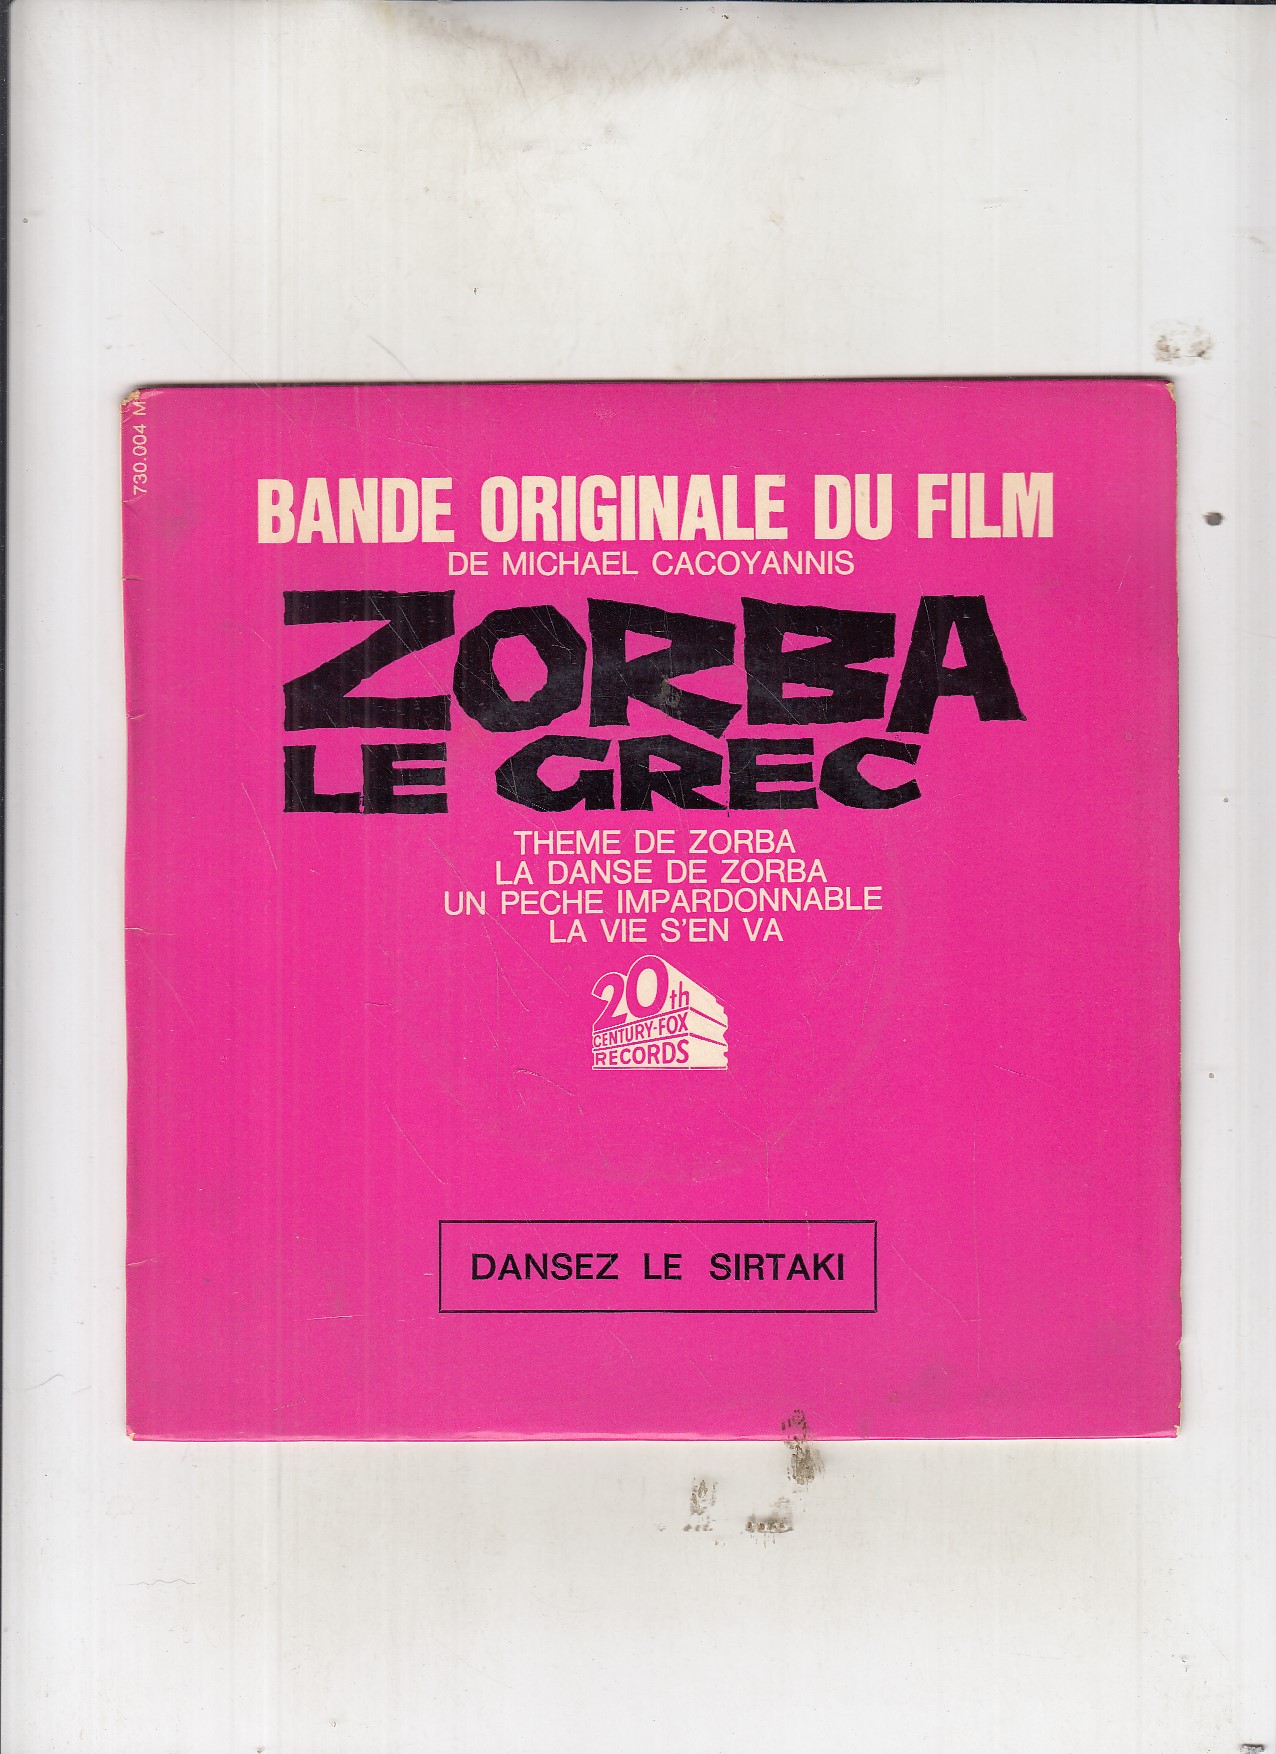 730.004 M
BANDE ORIGINALE DU FILM
DE MICHAEL CACOYANNIS
ZORBA
LE GREC
THEME DE ZORBA
LA DANSE DE ZORBA
UN PECHE IMPARDONNABLE
LA VIE S'EN VA
20th
CENTURY-FOX
RECORDS
DANSEZ LE SIRTAKI